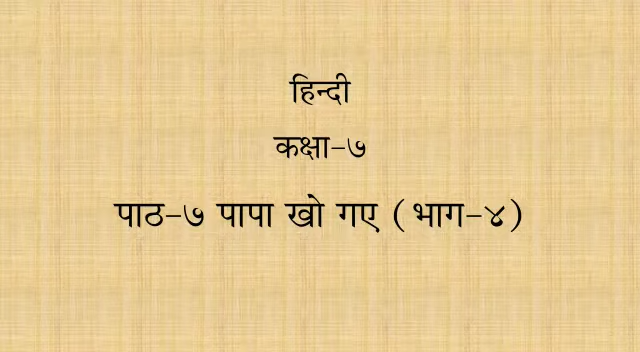 हिन्दी
कक्षा-७
पाठ-७ पापा खो गए (भाग-४)